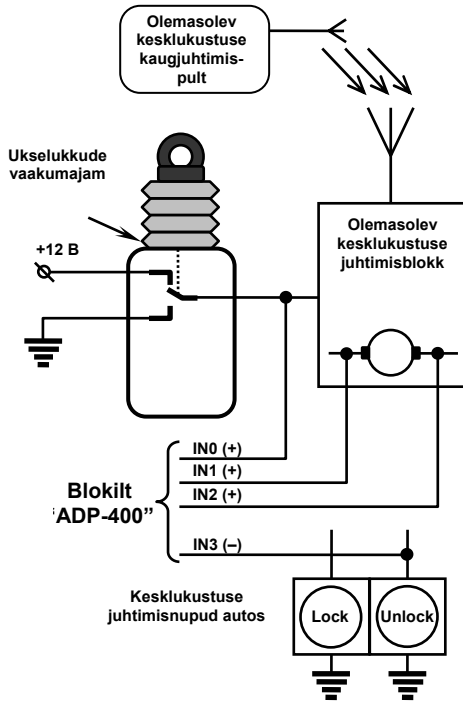 Olemasolev
kesklukustuse
kaugjuhtimis-
pult
Ukselukkude
vaakumajam
+12 B
Olemasolev
kesklukustuse
juhtimisblokk
IN0 (+)
IN1 (+)
IN2 (+)
IN3 (–)
Blokilt
"ADP-400"
Kesklukustuse
juhtimisnupud autos
Lock
Unlock